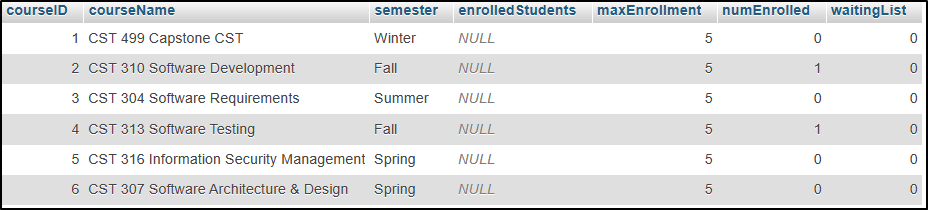 courseID courseName semester enrolledStudents maxEnrollment numEnrolled waitingList
1 CST 499 Capstone CST Winter NULL 5 0 0
2 CST 310 Software Development Fall NULL 5 1 0
3 CST 304 Software Requirements Summer NULL 5 0 0
4 CST 313 Software Testing Fall NULL 5 1 0
5 CST 316 Information Security Management Spring NULL 5 0 0
6 CST 307 Software Architecture & Design Spring NULL 5 0 0